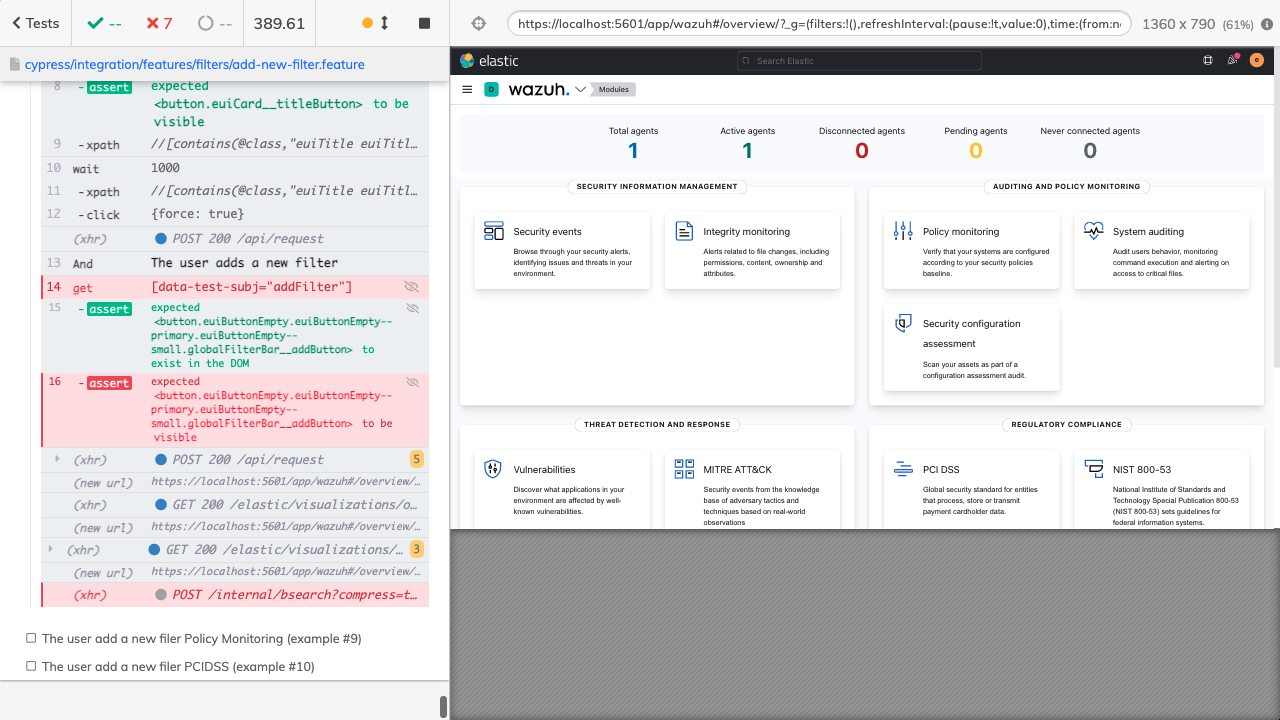 Tests
--
7
--
389.61
https://localhost:5601/app/wazuh#/overview/?_g=(filters:!(),refreshInterval:(pause:!t,value:0),time:(from:n
1360 x 790 (61%)
cypress/integration/features/filters/add-new-filter.feature
8 -assert expected
<button.euiCard__titleButton> to be
visible
9 -xpath //[contains(@class,"euiTitle euiTitl…
10 wait 1000
11 -xpath //[contains(@class,"euiTitle euiTitl…
12 -click {force: true}
(xhr) POST 200 /api/request
13 And The user adds a new filter
14 get [data-test-subj="addFilter"]
15 -assert expected
<button.euiButtonEmpty.euiButtonEmpty--
primary.euiButtonEmpty--
small.globalFilterBar__addButton> to
exist in the DOM
16 -assert expected
<button.euiButtonEmpty.euiButtonEmpty--
primary.euiButtonEmpty--
small.globalFilterBar__addButton> to be
visible
(xhr) POST 200 /api/request 5
(new url) https://localhost:5601/app/wazuh#/overview/…
(xhr) GET 200 /elastic/visualizations/o…
(new url) https://localhost:5601/app/wazuh#/overview/…
(xhr) GET 200 /elastic/visualizations/… 3
(new url) https://localhost:5601/app/wazuh#/overview/…
(xhr) POST /internal/bsearch?compress=t…
The user add a new filer Policy Monitoring (example #9)
The user add a new filer PCIDSS (example #10)
elastic
Search Elastic
e
D wazuh. Modules
Total agents
1
Active agents
1
Disconnected agents
0
Pending agents
0
Never connected agents
0
SECURITY INFORMATION MANAGEMENT
Security events
Browse through your security alerts,
identifying issues and threats in your
environment.
Integrity monitoring
Alerts related to file changes, including
permissions, content, ownership and
attributes.
AUDITING AND POLICY MONITORING
Policy monitoring
Verify that your systems are configured
according to your security policies
baseline.
System auditing
Audit users behavior, monitoring
command execution and alerting on
access to critical files.
Security configuration
assessment
Scan your assets as part of a
configuration assessment audit.
THREAT DETECTION AND RESPONSE
Vulnerabilities
Discover what applications in your
environment are affected by well-
known vulnerabilities.
MITRE ATT&CK
Security events from the knowledge
base of adversary tactics and
techniques based on real-world
observations
REGULATORY COMPLIANCE
PCI DSS
Global security standard for entities
that process, store or transmit
payment cardholder data.
NIST 800-53
National Institute of Standards and
Technology Special Publication 800-53
(NIST 800-53) sets guidelines for
federal information systems.